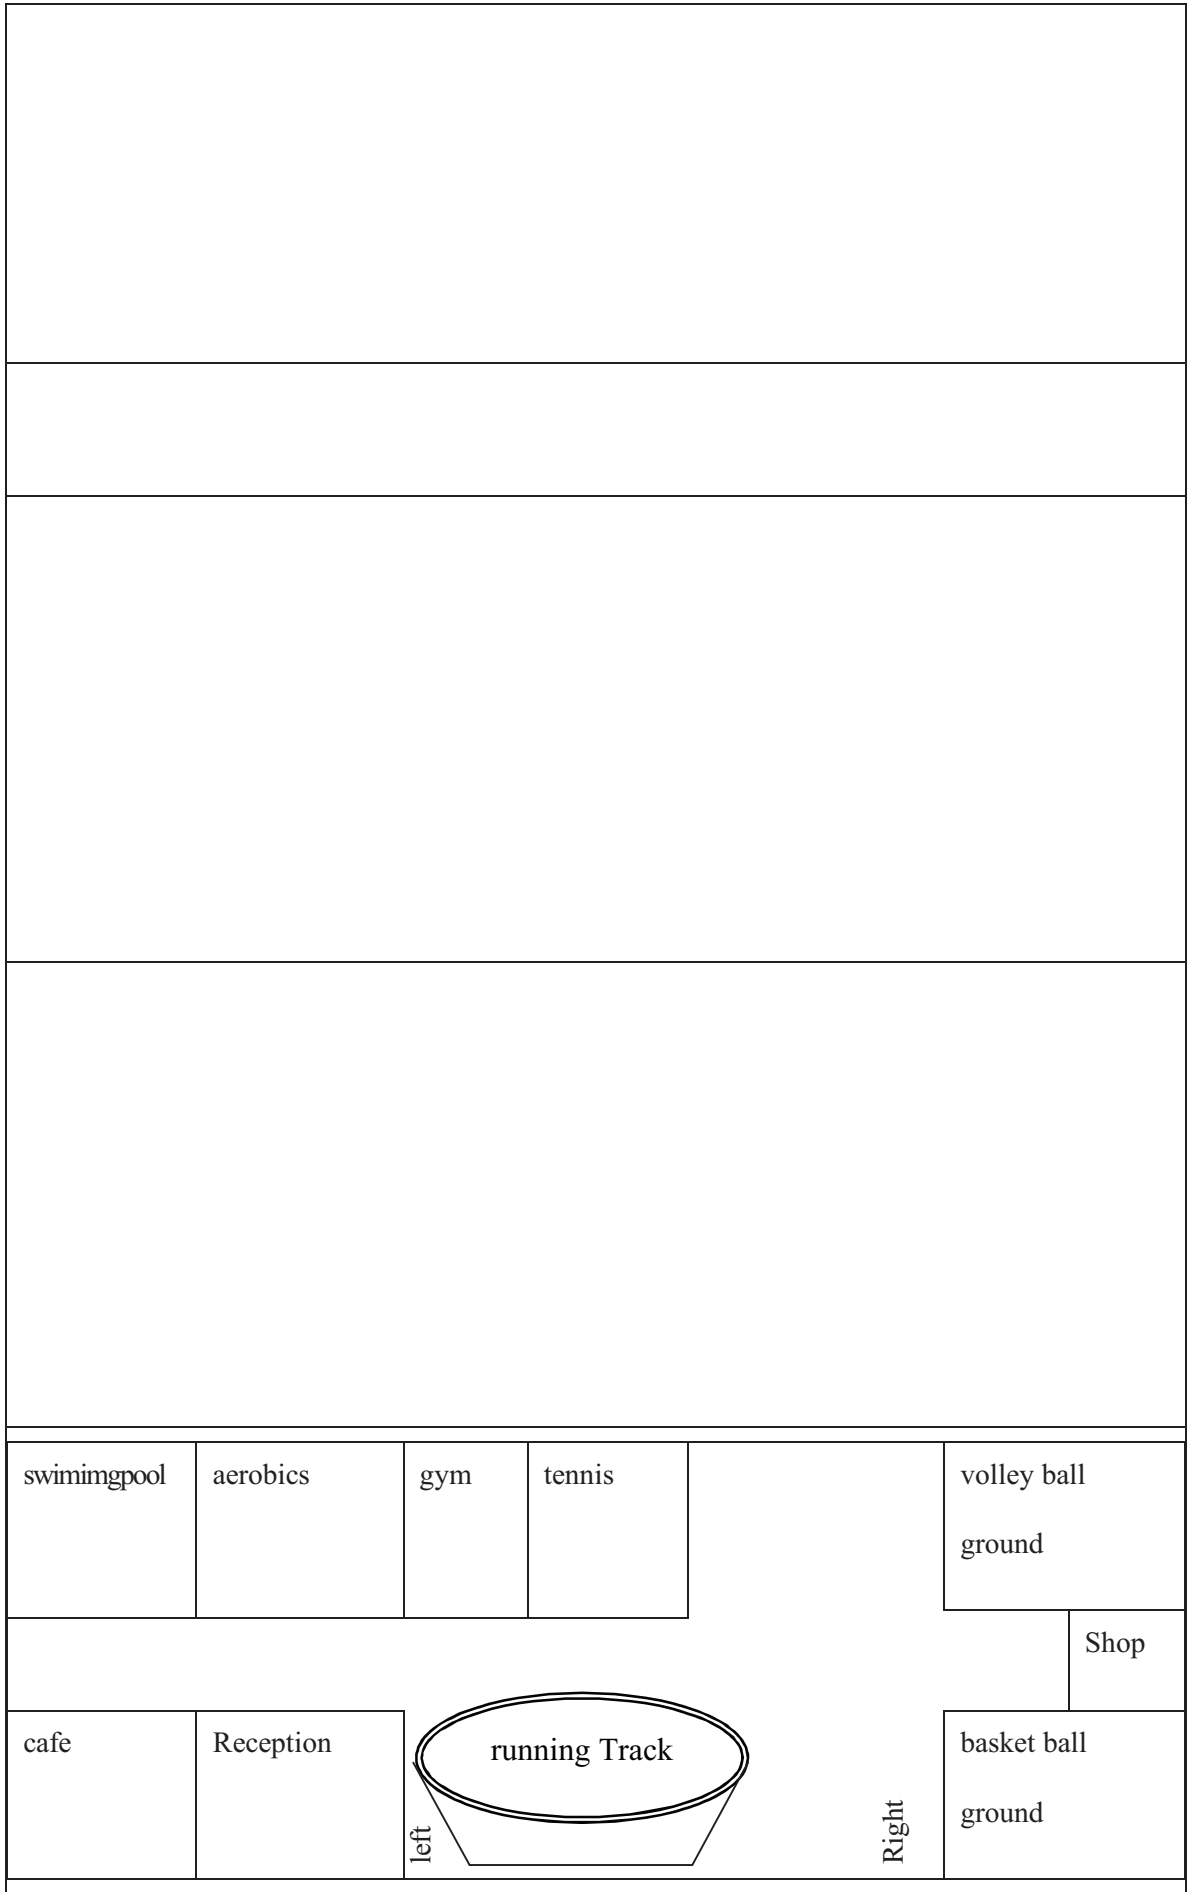 swimimgpool
aerobics
gym
tennis
volley ball
ground
Shop
cafe
Reception
left
running Track
Right
basket ball
ground